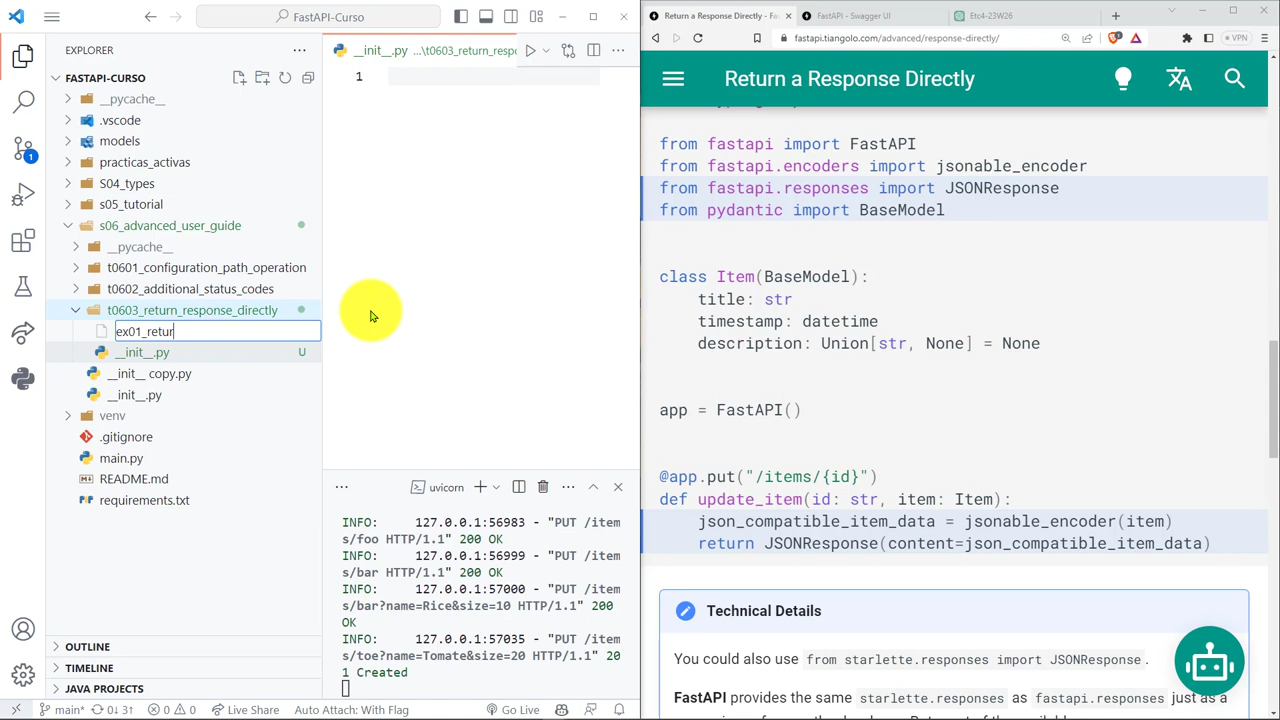 FastAPI-Curso
EXPLORER
FASTAPI-CURSO
__pycache__
.vscode
models
practicas_activas
S04_types
s05_tutorial
s06_advanced_user_guide
__pycache__
t0601_configuration_path_operation
t0602_additional_status_codes
t0603_return_response_directly
ex01_retur
__init__.py U
__init__ copy.py
__init__.py
venv
.gitignore
main.py
README.md
requirements.txt
OUTLINE
TIMELINE
JAVA PROJECTS
__init__.py ...\t0603_return_respo
1
uvicorn
INFO: 127.0.0.1:56983 - "PUT /item
s/foo HTTP/1.1" 200 OK
INFO: 127.0.0.1:56999 - "PUT /item
s/bar HTTP/1.1" 200 OK
INFO: 127.0.0.1:57000 - "PUT /item
s/bar?name=Rice&size=10 HTTP/1.1" 200
OK
INFO: 127.0.0.1:57035 - "PUT /item
s/toe?name=Tomate&size=20 HTTP/1.1" 20
1 Created
main* 0↓ 1↑ 0 0 Live Share Auto Attach: With Flag Go Live
Return a Response Directly - Fas
FastAPI - Swagger UI
Etc4-23W26
fastapi.tiangolo.com/advanced/response-directly/
VPN
Return a Response Directly
from fastapi import FastAPI
from fastapi.encoders import jsonable_encoder
from fastapi.responses import JSONResponse
from pydantic import BaseModel
class Item(BaseModel):
title: str
timestamp: datetime
description: Union[str, None] = None
app = FastAPI()
@app.put("/items/{id}")
def update_item(id: str, item: Item):
json_compatible_item_data = jsonable_encoder(item)
return JSONResponse(content=json_compatible_item_data)
Technical Details
You could also use from starlette.responses import JSONResponse.
FastAPI provides the same starlette.responses as fastapi.responses just as a